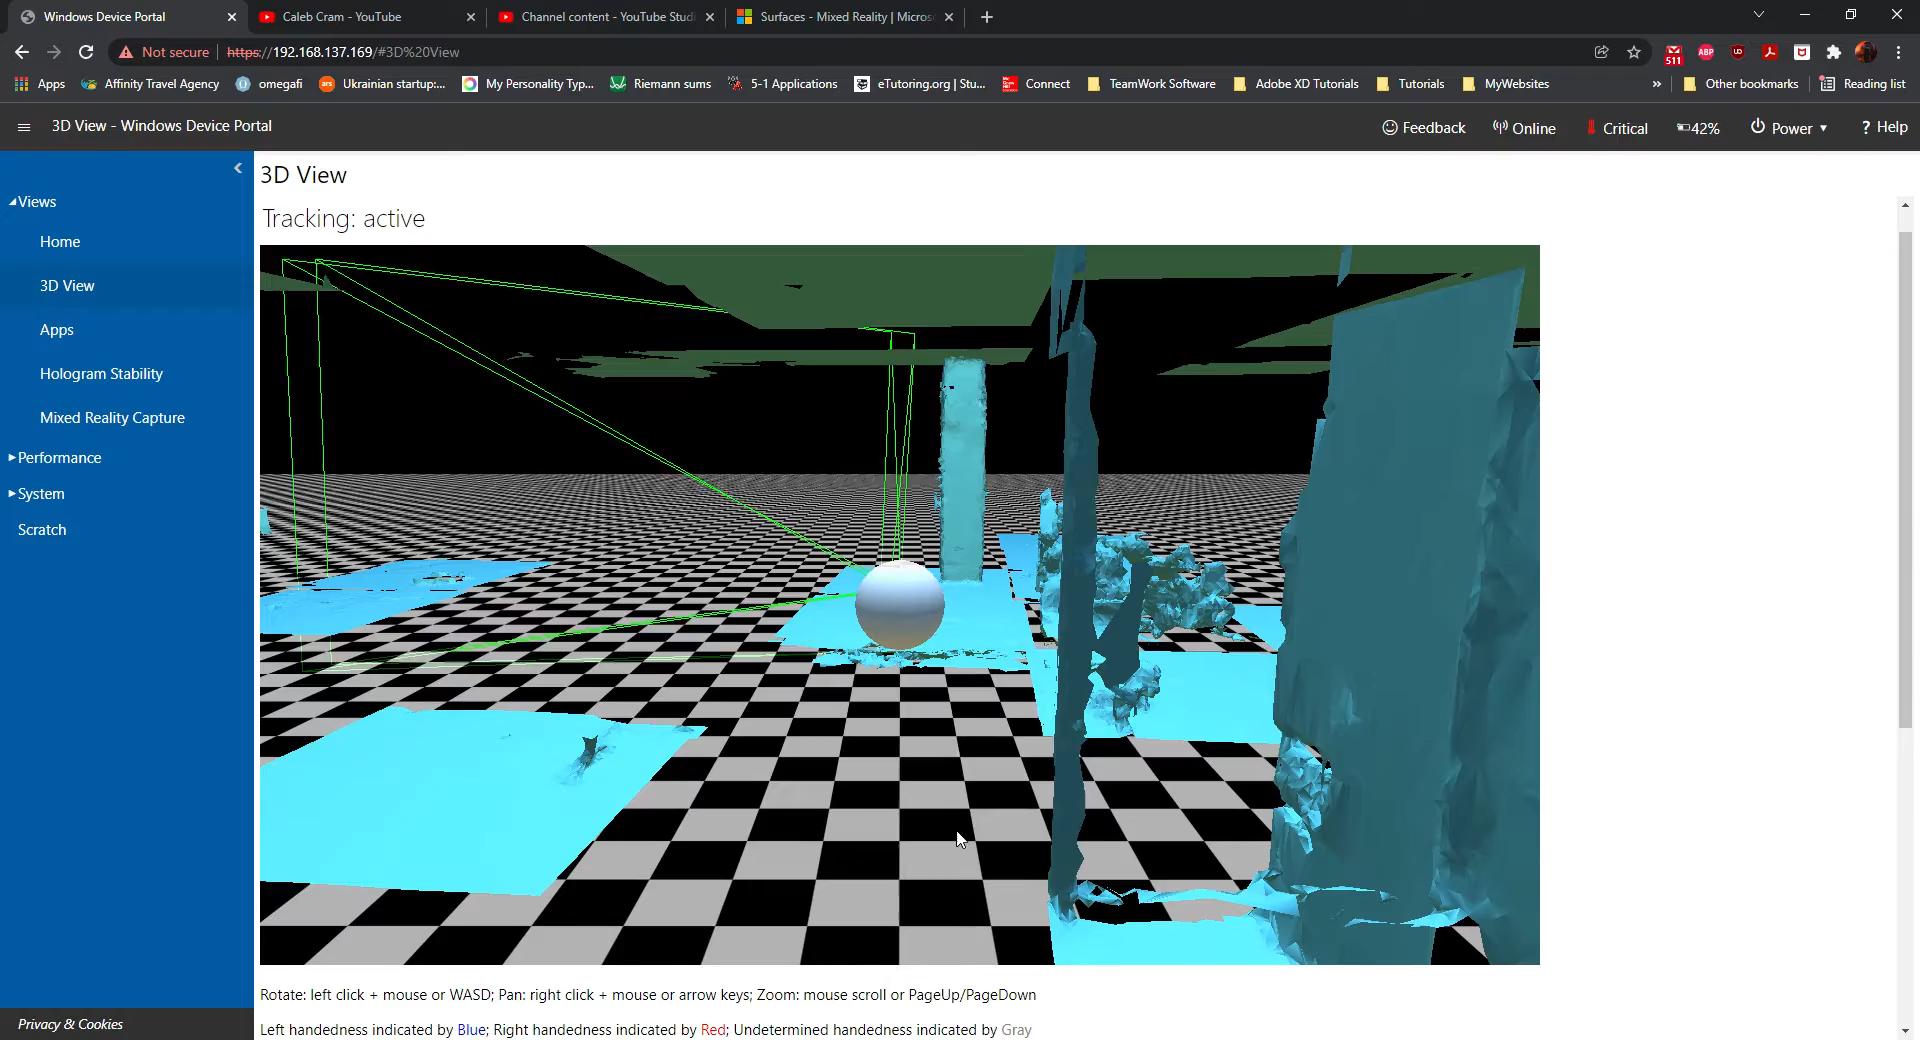 Windows Device Portal
Caleb Cram - YouTube
Channel content - YouTube Studi
Surfaces - Mixed Reality | Micros
Not secure
https://192.168.137.169/#3D%20View
511
ABP
Apps
Affinity Travel Agency
omegafi
ars
Ukrainian startup:...
My Personality Typ...
Riemann sums
5-1 Applications
eTutoring.org | Stu...
Connect
TeamWork Software
Adobe XD Tutorials
Tutorials
MyWebsites
»
Other bookmarks
Reading list
3D View - Windows Device Portal
Feedback
Online
Critical
42%
Power
? Help
Views
Home
3D View
Apps
Hologram Stability
Mixed Reality Capture
Performance
System
Scratch
Privacy & Cookies
3D View
Tracking: active
Rotate: left click + mouse or WASD; Pan: right click + mouse or arrow keys; Zoom: mouse scroll or PageUp/PageDown
Left handedness indicated by Blue; Right handedness indicated by Red; Undetermined handedness indicated by Gray